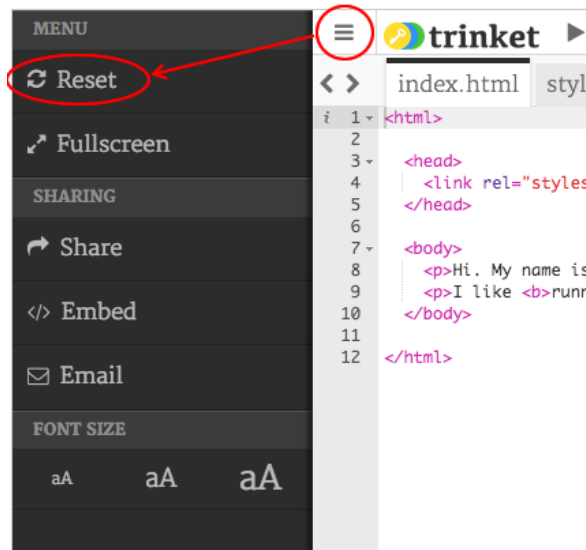 MENU
Reset
Fullscreen
SHARING
Share
</> Embed
Email
FONT SIZE
aA aA aA
trinket
index.html styl
i 1 <html>
2
3 <head>
4 <link rel="styles
5 </head>
6
7 <body>
8 <p>Hi. My name is
9 <p>I like <b>runn
10 </body>
11
12 </html>